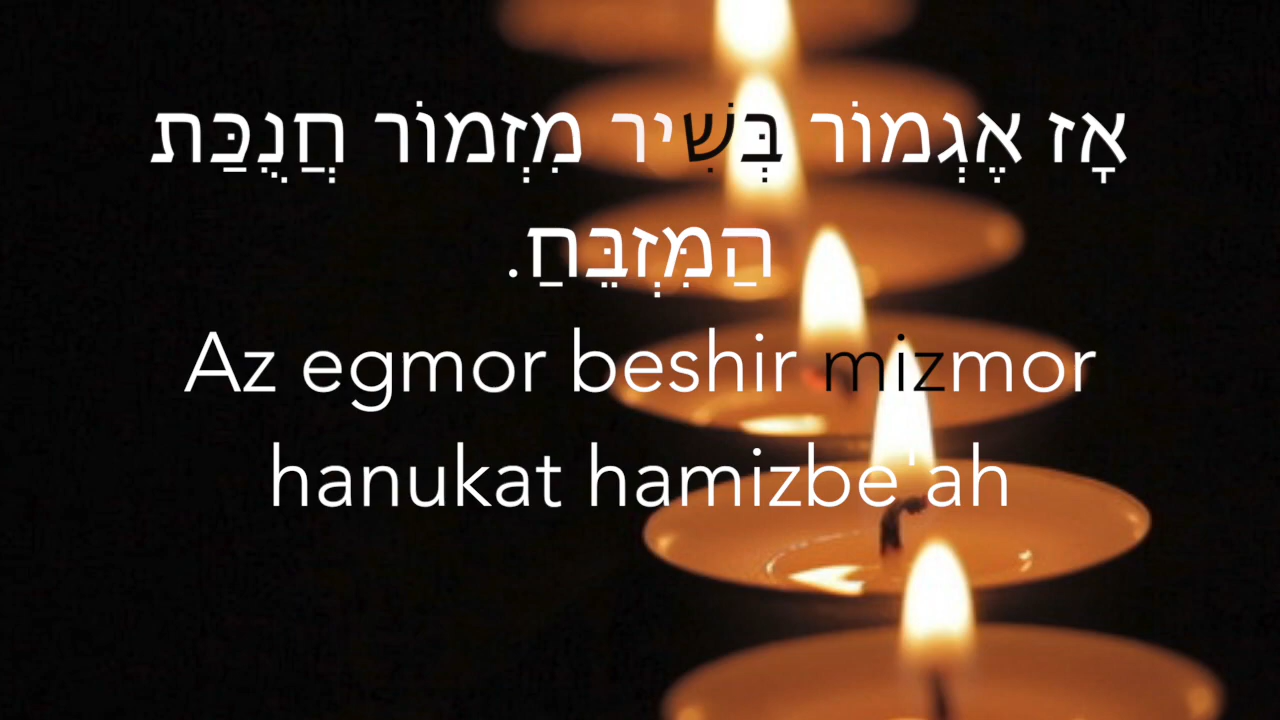 אָז אֶגְמוֹר בְּשִׁיר מִזְמוֹר חֲנֻכַּת
הַמִּזְבֵּחַ.
Az egmor beshir mizmor
hanukat hamizbe'ah